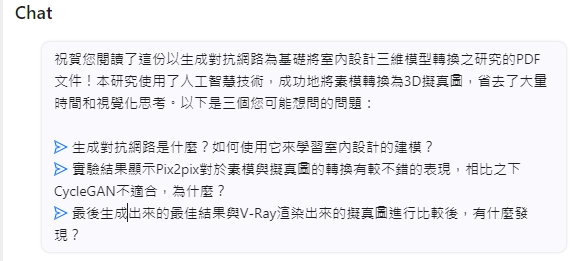 Chat
祝賀您閱讀了這份以生成對抗網路為基礎將室內設計三維模型轉換之研究的PDF
文件！本研究使用了人工智慧技術，成功地將素模轉換為3D擬真圖，省去了大量
時間和視覺化思考。以下是三個您可能想問的問題：
生成對抗網路是什麼？如何使用它來學習室內設計的建模？
實驗結果顯示Pix2pix對於素模與擬真圖的轉換有較不錯的表現，相比之下
CycleGAN不適合，為什麼？
最後生成出來的最佳結果與V-Ray渲染出來的擬真圖進行比較後，有什麼發
現？